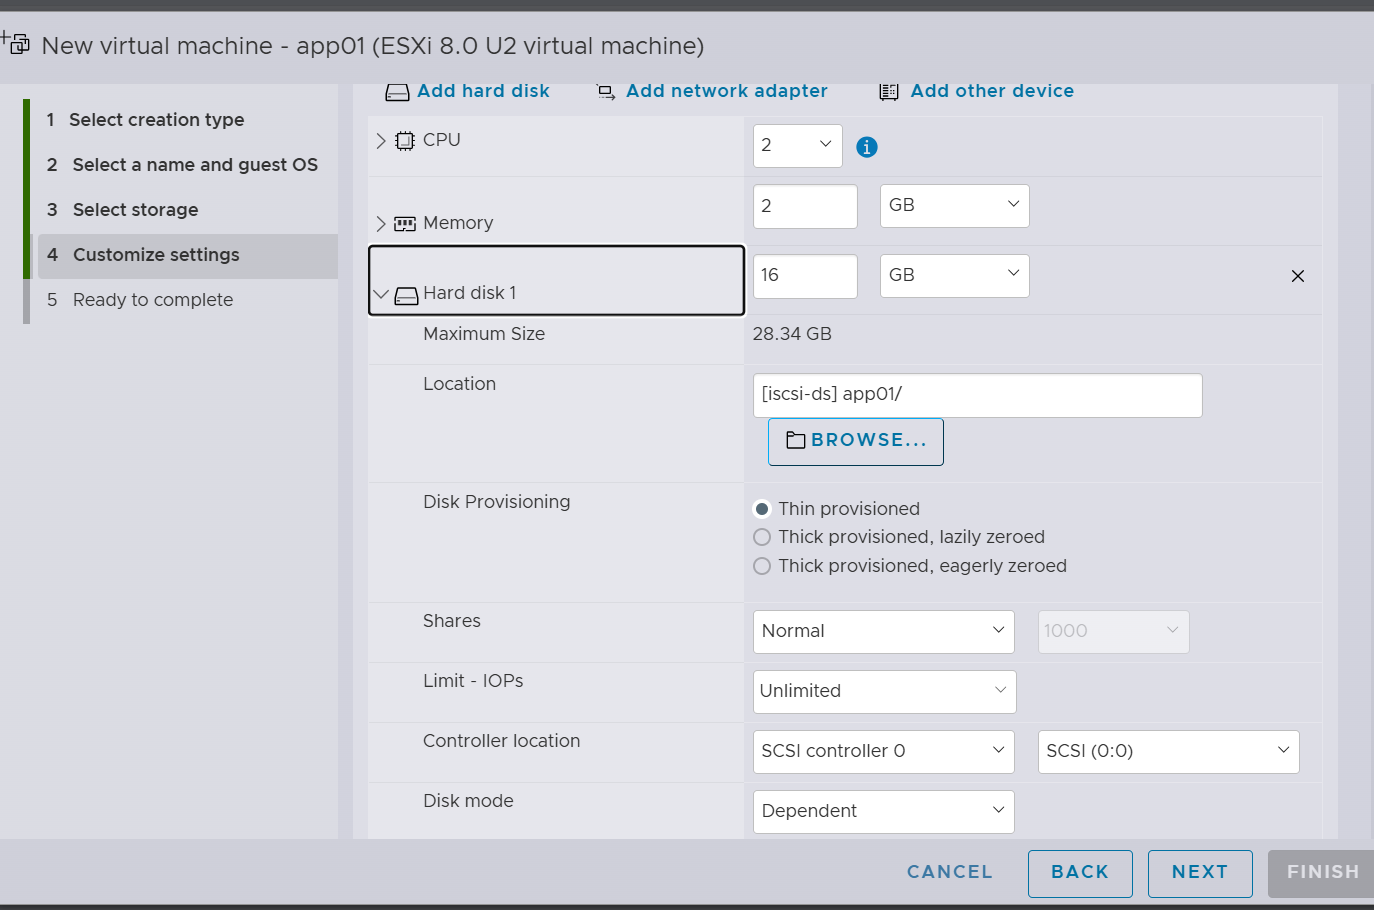 New virtual machine - app01 (ESXi 8.0 U2 virtual machine)
1 Select creation type
2 Select a name and guest OS
3 Select storage
4 Customize settings
5 Ready to complete
Add hard disk Add network adapter Add other device
CPU 2
Memory 2 GB
Hard disk 1 16 GB
Maximum Size 28.34 GB
Location [iscsi-ds] app01/
BROWSE...
Disk Provisioning Thin provisioned
Thick provisioned, lazily zeroed
Thick provisioned, eagerly zeroed
Shares Normal 1000
Limit - IOPs Unlimited
Controller location SCSI controller 0 SCSI (0:0)
Disk mode Dependent
CANCEL BACK NEXT FINISH